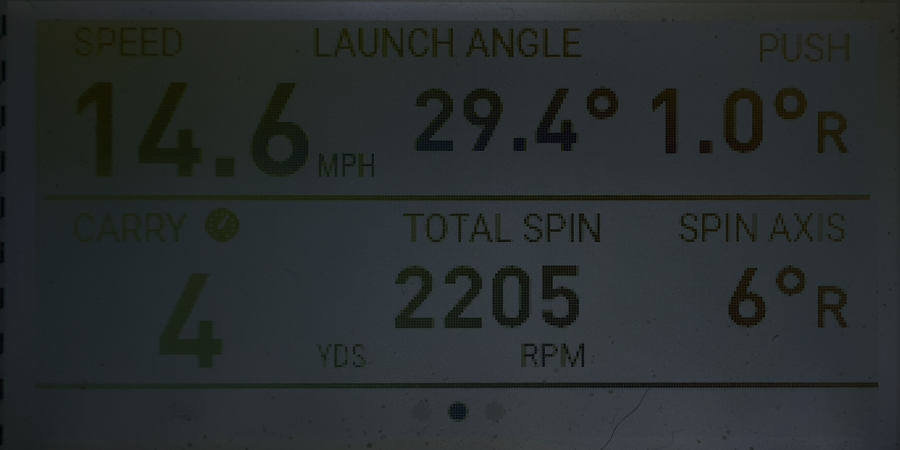 SPEED LAUNCH ANGLE PUSH
14.6 MPH 29.4° 1.0° R
CARRY TOTAL SPIN SPIN AXIS
4 YDS 2205 RPM 6° R